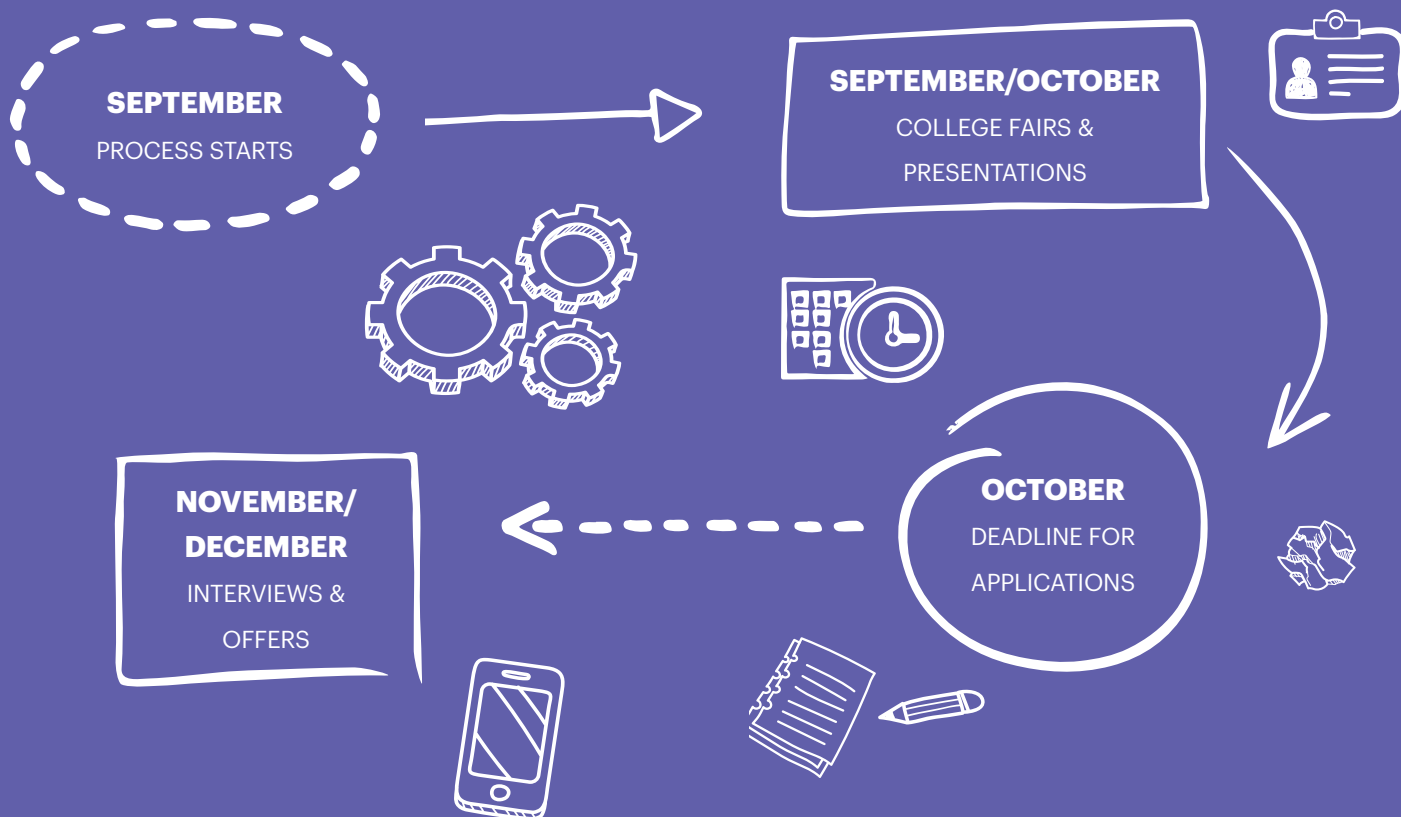 SEPTEMBER
PROCESS STARTS
SEPTEMBER/OCTOBER
COLLEGE FAIRS &
PRESENTATIONS
OCTOBER
DEADLINE FOR
APPLICATIONS
NOVEMBER/
DECEMBER
INTERVIEWS &
OFFERS